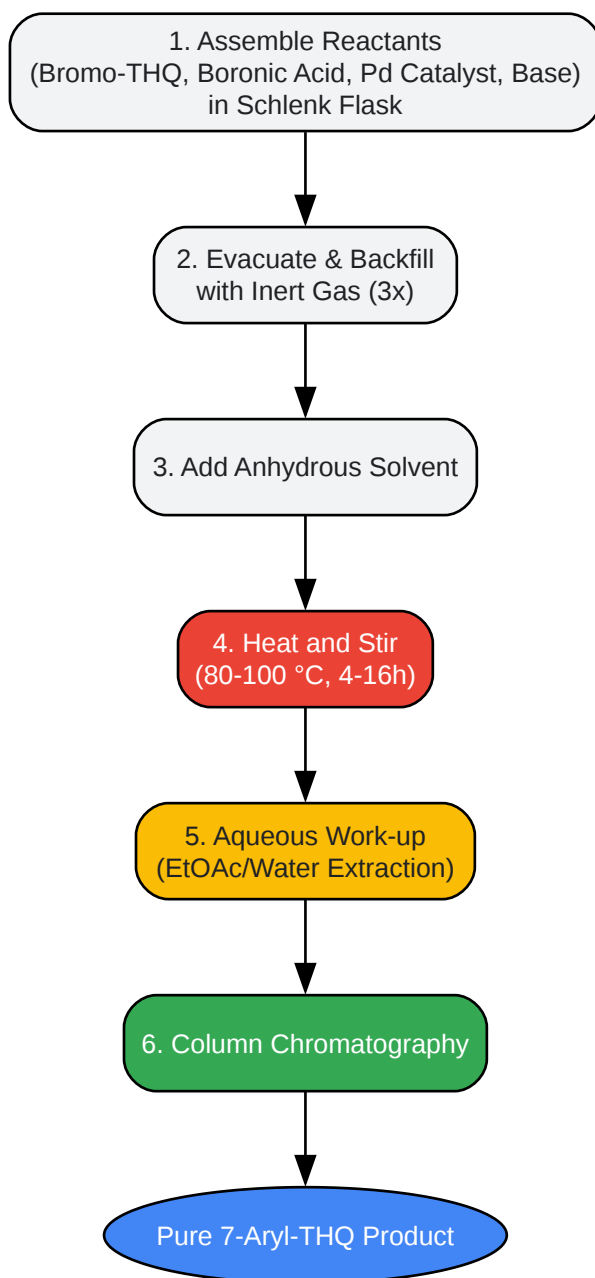 1. Assemble Reactants
(Bromo-THQ, Boronic Acid, Pd Catalyst, Base)
in Schlenk Flask
2. Evacuate & Backfill
with Inert Gas (3x)
3. Add Anhydrous Solvent
4. Heat and Stir
(80-100 °C, 4-16h)
5. Aqueous Work-up
(EtOAc/Water Extraction)
6. Column Chromatography
Pure 7-Aryl-THQ Product